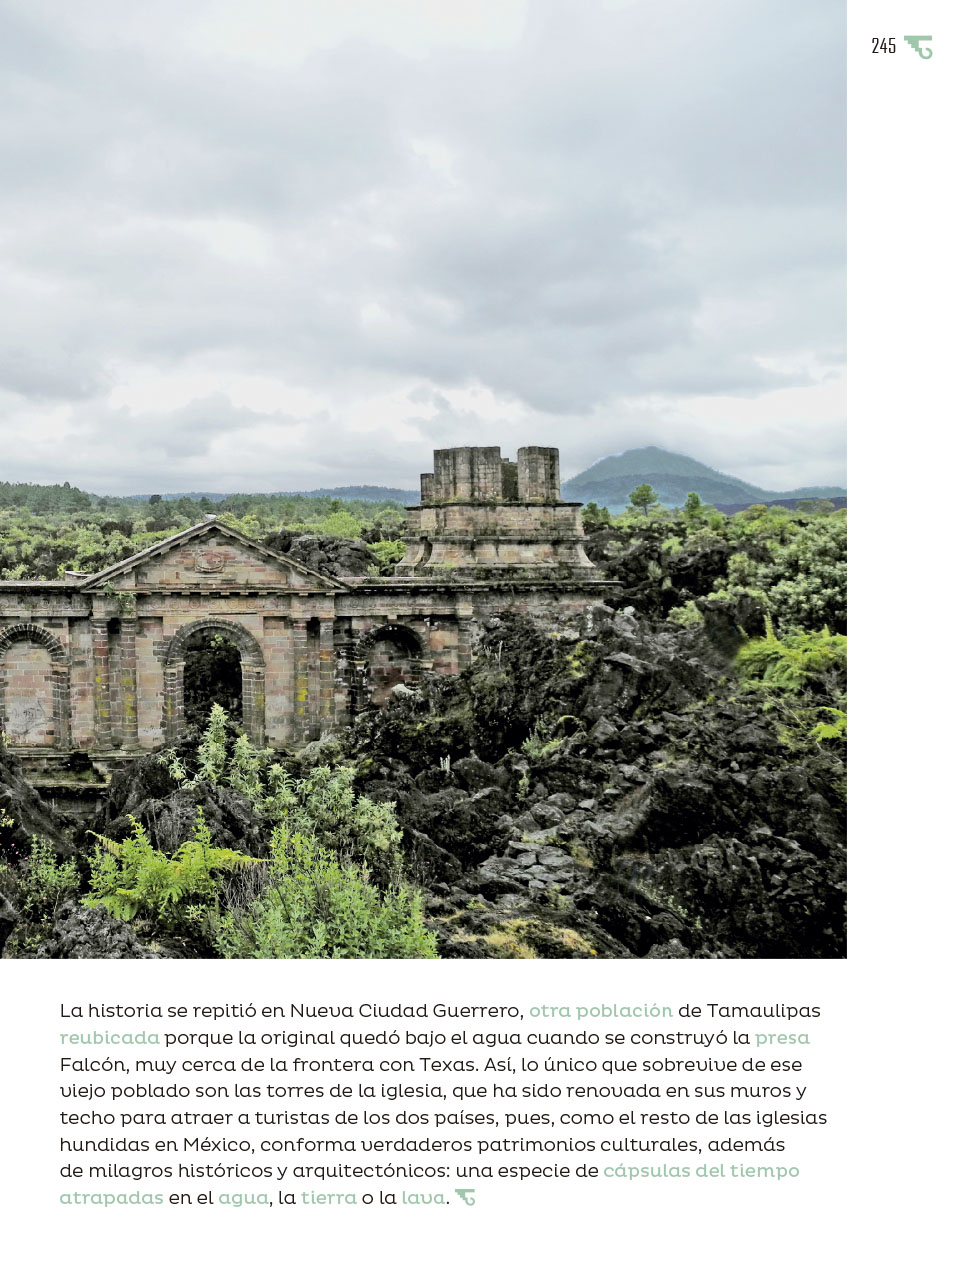 245
La historia se repitió en Nueva Ciudad Guerrero, otra población de Tamaulipas
reubicada porque la original quedó bajo el agua cuando se construyó la presa
Falcón, muy cerca de la frontera con Texas. Así, lo único que sobrevive de ese
viejo poblado son las torres de la iglesia, que ha sido renovada en sus muros y
techo para atraer a turistas de los dos países, pues, como el resto de las iglesias
hundidas en México, conforma verdaderos patrimonios culturales, además
de milagros históricos y arquitectónicos: una especie de cápsulas del tiempo
atrapadas en el agua, la tierra o la lava.